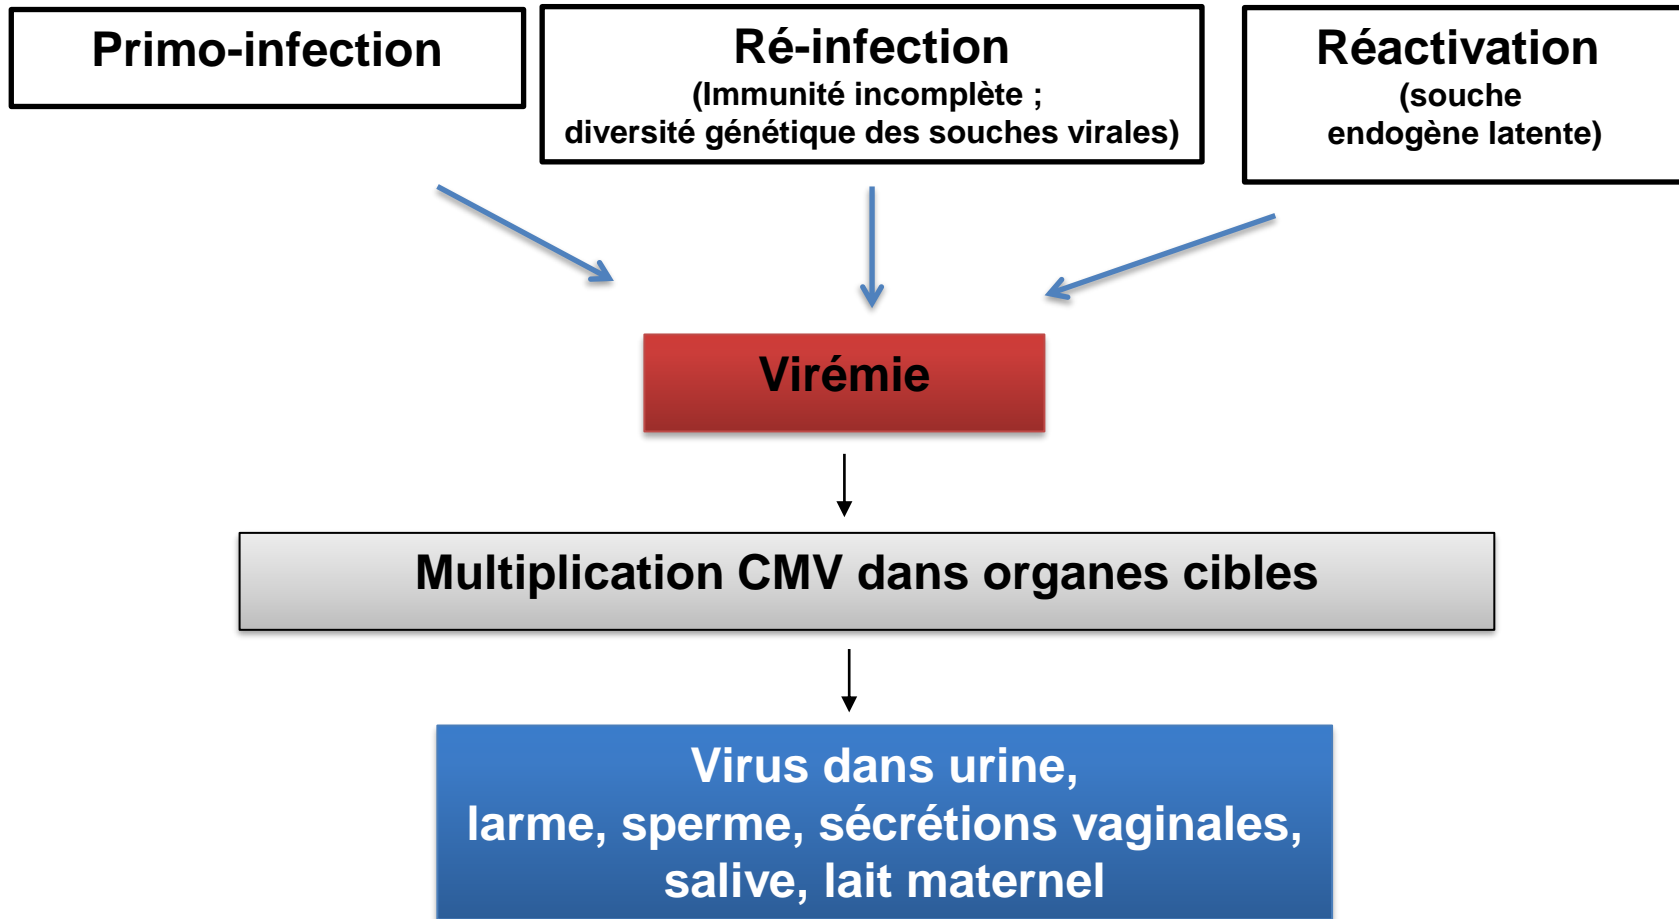 Primo-infection
Ré-infection
(Immunité incomplète ;
diversité génétique des souches virales)
Réactivation
(souche
endogène latente)
Virémie
Multiplication CMV dans organes cibles
Virus dans urine,
larme, sperme, sécrétions vaginales,
salive, lait maternel